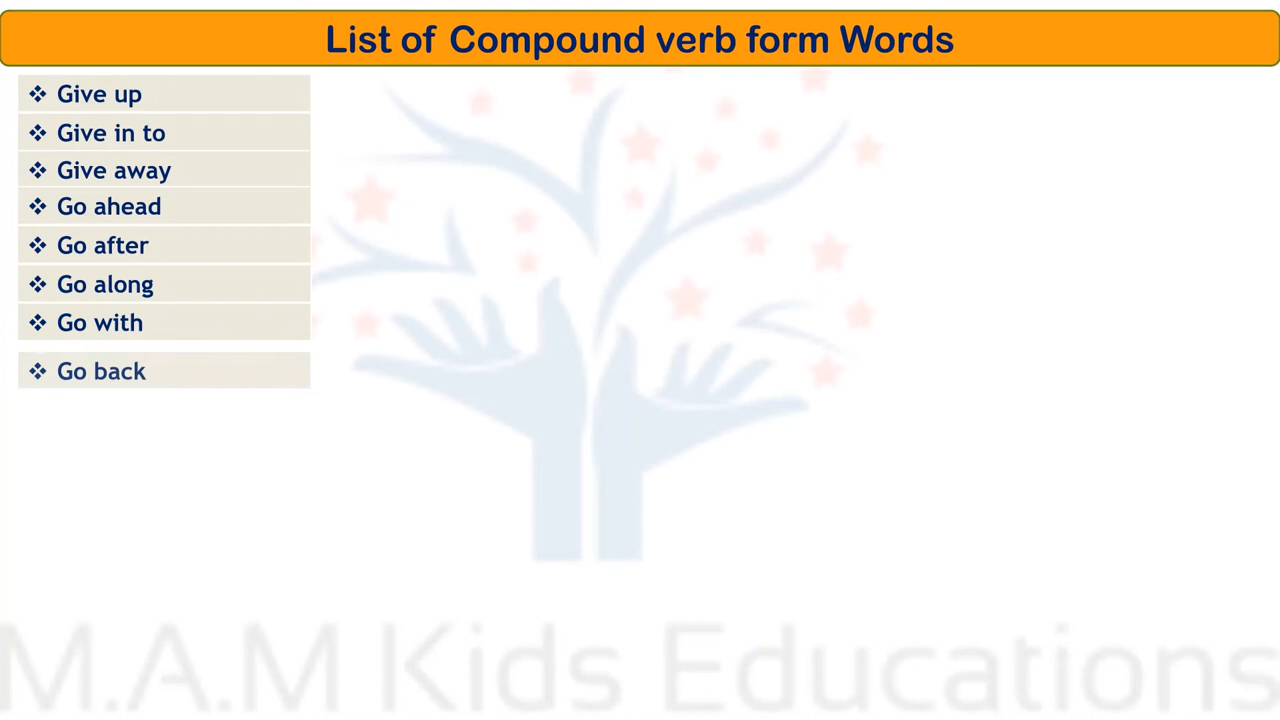 List of Compound verb form Words
❖ Give up
❖ Give in to
❖ Give away
❖ Go ahead
❖ Go after
❖ Go along
❖ Go with
❖ Go back
M.A.M Kids Educations